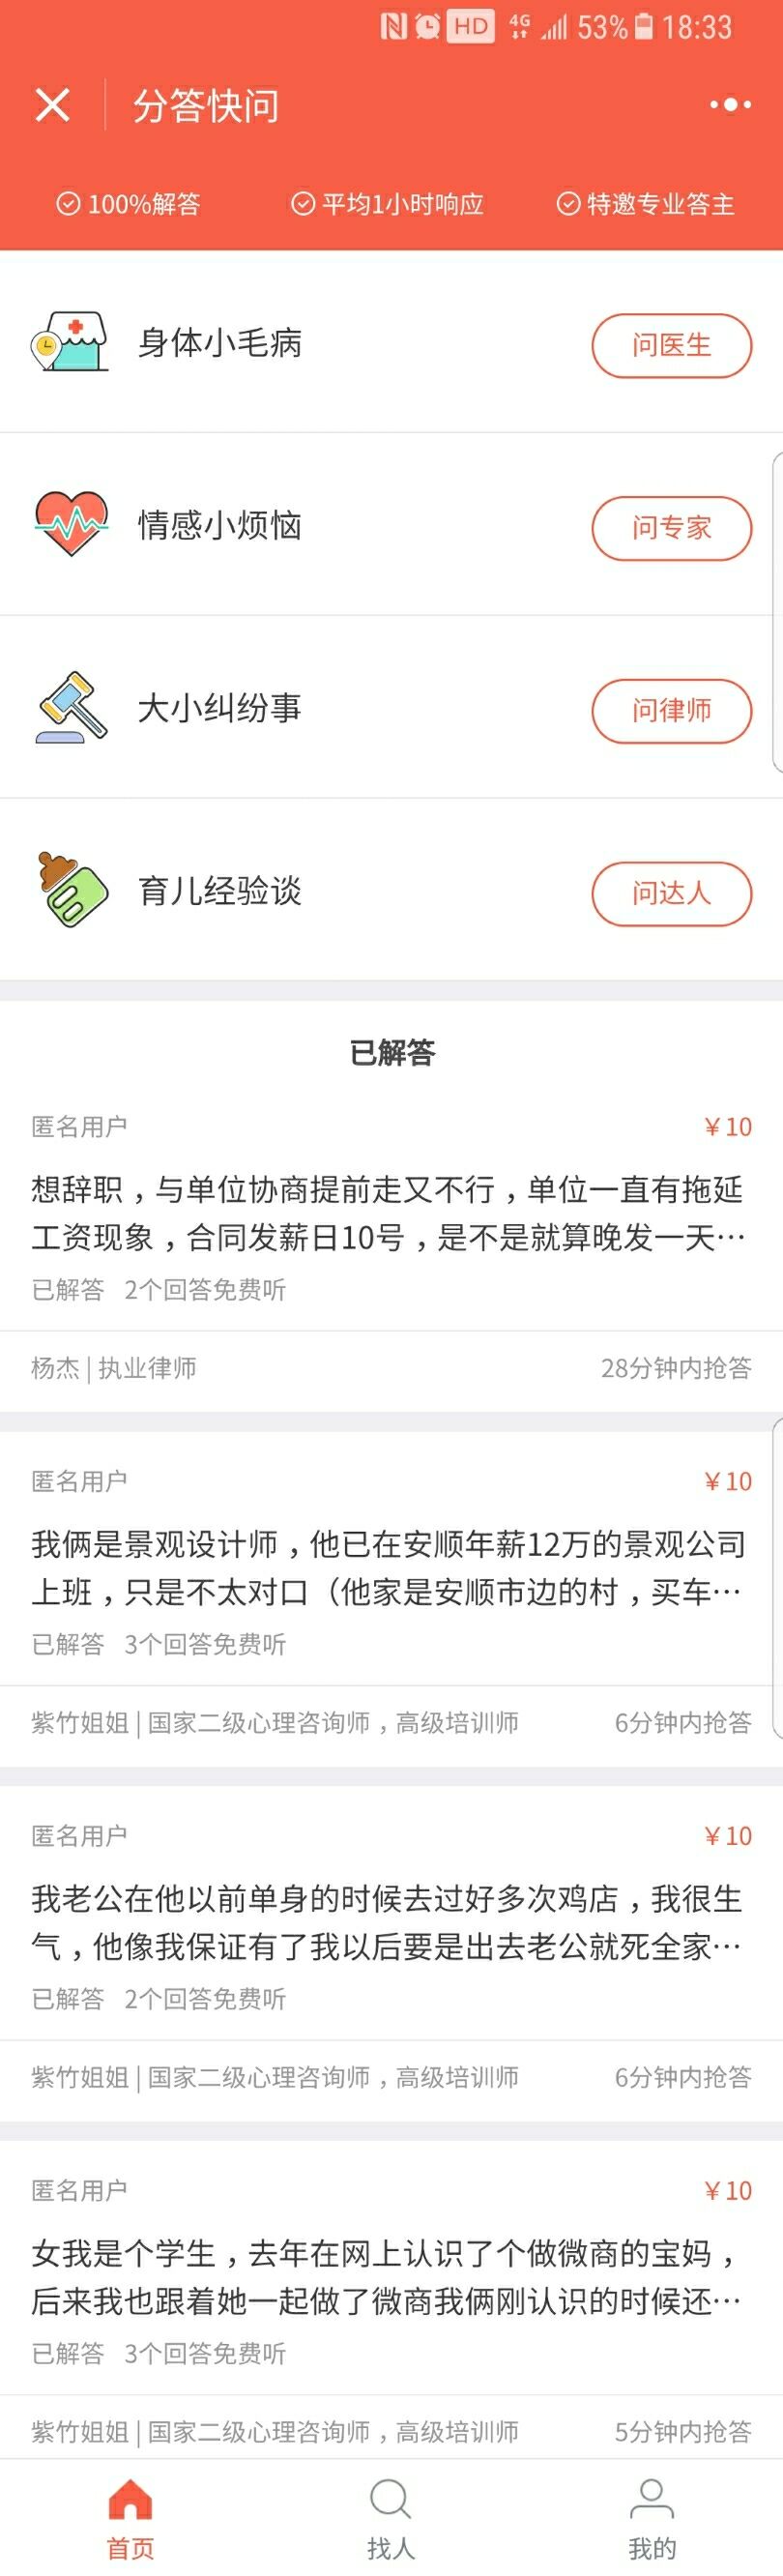 HD 4G 53% 18:33
分答快问
100%解答 平均1小时响应 特邀专业答主
身体小毛病 问医生
情感小烦恼 问专家
大小纠纷事 问律师
育儿经验谈 问达人
已解答
匿名用户 ￥10
想辞职，与单位协商提前走又不行，单位一直有拖延
工资现象，合同发薪日10号，是不是就算晚发一天…
已解答 2个回答免费听
杨杰 | 执业律师 28分钟内抢答
匿名用户 ￥10
我俩是景观设计师，他已在安顺年薪12万的景观公司
上班，只是不太对口（他家是安顺市边的村，买车…
已解答 3个回答免费听
紫竹姐姐 | 国家二级心理咨询师，高级培训师 6分钟内抢答
匿名用户 ￥10
我老公在他以前单身的时候去过好多次鸡店，我很生
气，他像我保证有了我以后要是出去老公就死全家…
已解答 2个回答免费听
紫竹姐姐 | 国家二级心理咨询师，高级培训师 6分钟内抢答
匿名用户 ￥10
女我是个学生，去年在网上认识了个做微商的宝妈，
后来我也跟着她一起做了微商我俩刚认识的时候还…
已解答 3个回答免费听
紫竹姐姐 | 国家二级心理咨询师，高级培训师 5分钟内抢答
首页 找人 我的